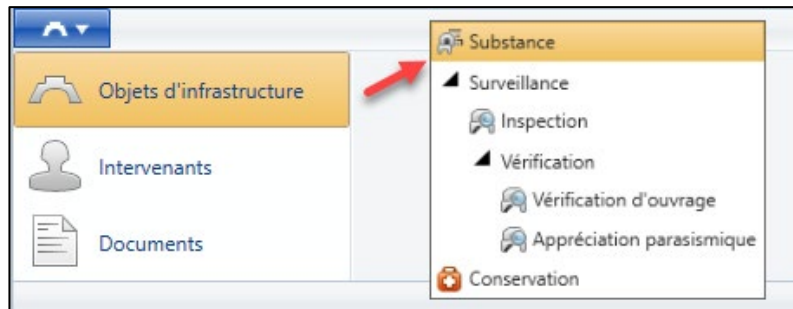 Objets d'infrastructure
Intervenants
Documents
Substance
Surveillance
Inspection
Vérification
Vérification d'ouvrage
Appréciation parasismique
Conservation